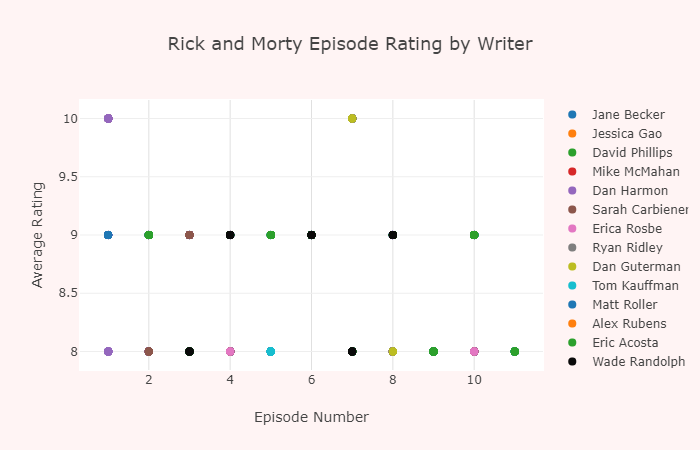 Rick and Morty Episode Rating by Writer
10
9.5
9
8.5
8
Average Rating
2
4
6
8
10
Episode Number
Jane Becker
Jessica Gao
David Phillips
Mike McMahan
Dan Harmon
Sarah Carbiener
Erica Rosbe
Ryan Ridley
Dan Guterman
Tom Kauffman
Matt Roller
Alex Rubens
Eric Acosta
Wade Randolph